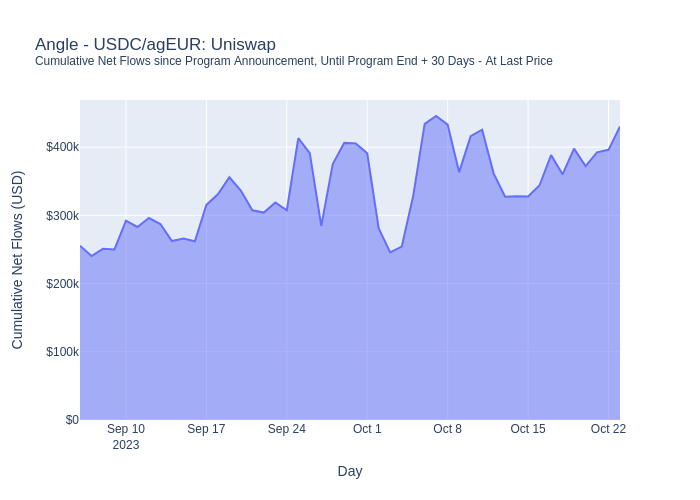 Angle - USDC/agEUR: Uniswap
Cumulative Net Flows since Program Announcement, Until Program End + 30 Days - At Last Price
Cumulative Net Flows (USD)
$400k
$300k
$200k
$100k
$0
Sep 10 Sep 17 Sep 24 Oct 1 Oct 8 Oct 15 Oct 22
2023
Day